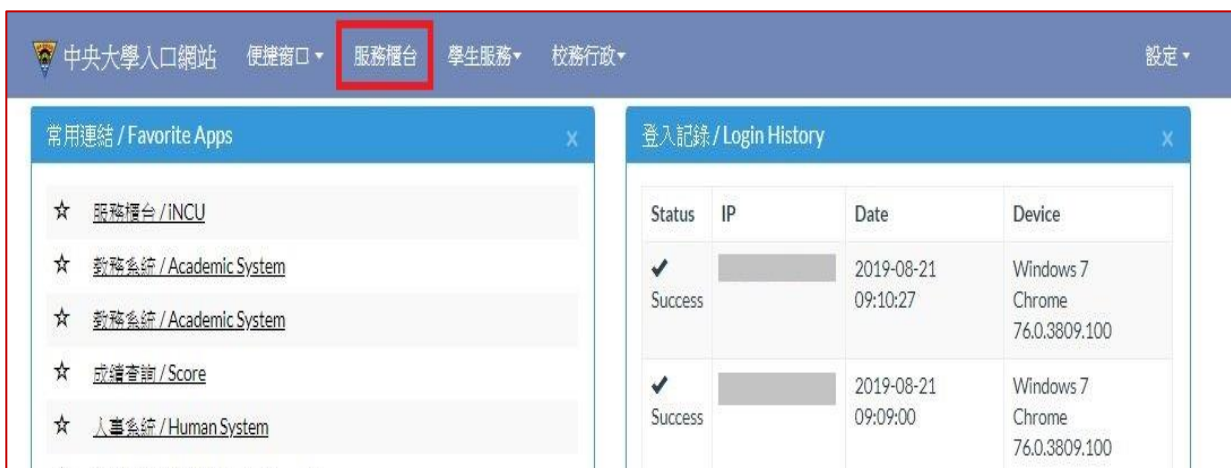 中央大學入口網站 便捷窗口 服務櫃台 學生服務 校務行政 設定
常用連結 / Favorite Apps x
服務櫃台 / iNCU
教務系統 / Academic System
教務系統 / Academic System
成績查詢 / Score
人事系統 / Human System
登入記錄 / Login History x
Status IP Date Device
Success 2019-08-21 Windows 7
09:10:27 Chrome
76.0.3809.100
Success 2019-08-21 Windows 7
09:09:00 Chrome
76.0.3809.100